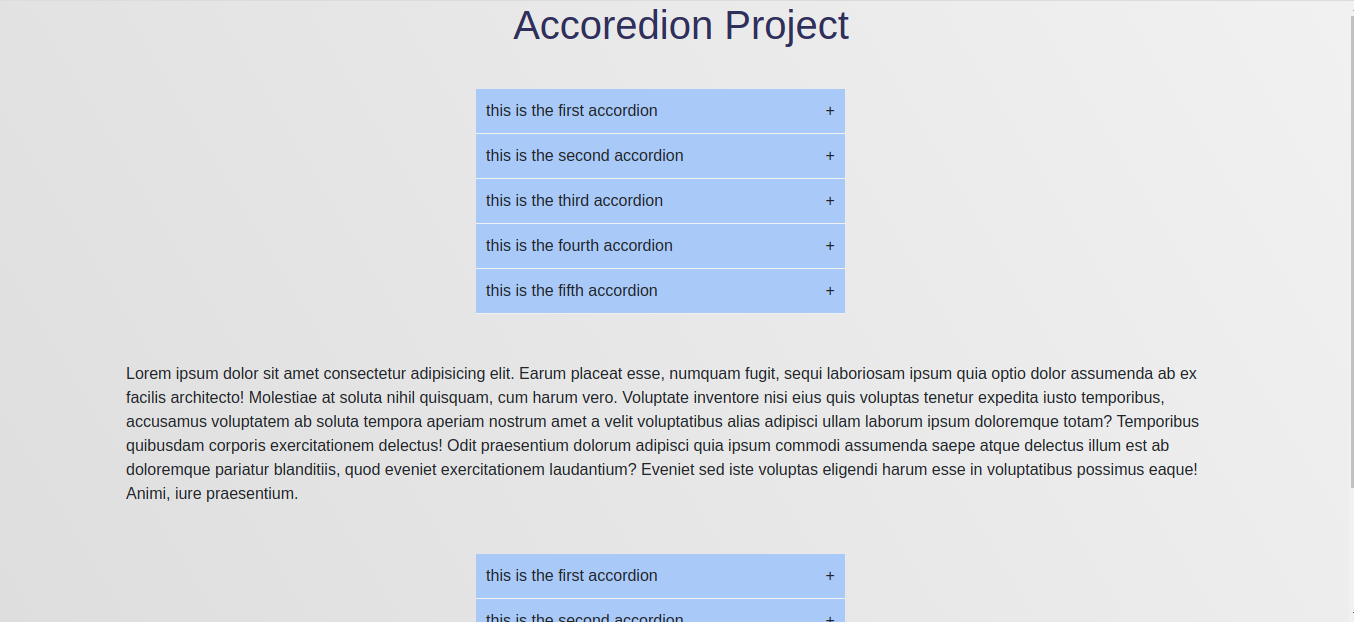 Accoredion Project
this is the first accordion +
this is the second accordion +
this is the third accordion +
this is the fourth accordion +
this is the fifth accordion +
Lorem ipsum dolor sit amet consectetur adipisicing elit. Earum placeat esse, numquam fugit, sequi laboriosam ipsum quia optio dolor assumenda ab ex
facilis architecto! Molestiae at soluta nihil quisquam, cum harum vero. Voluptate inventore nisi eius quis voluptas tenetur expedita iusto temporibus,
accusamus voluptatem ab soluta tempora aperiam nostrum amet a velit voluptatibus alias adipisci ullam laborum ipsum doloremque totam? Temporibus
quibusdam corporis exercitationem delectus! Odit praesentium dolorum adipisci quia ipsum commodi assumenda saepe atque delectus illum est ab
doloremque pariatur blanditiis, quod eveniet exercitationem laudantium? Eveniet sed iste voluptas eligendi harum esse in voluptatibus possimus eaque!
Animi, iure praesentium.
this is the first accordion +
this is the second accordion +